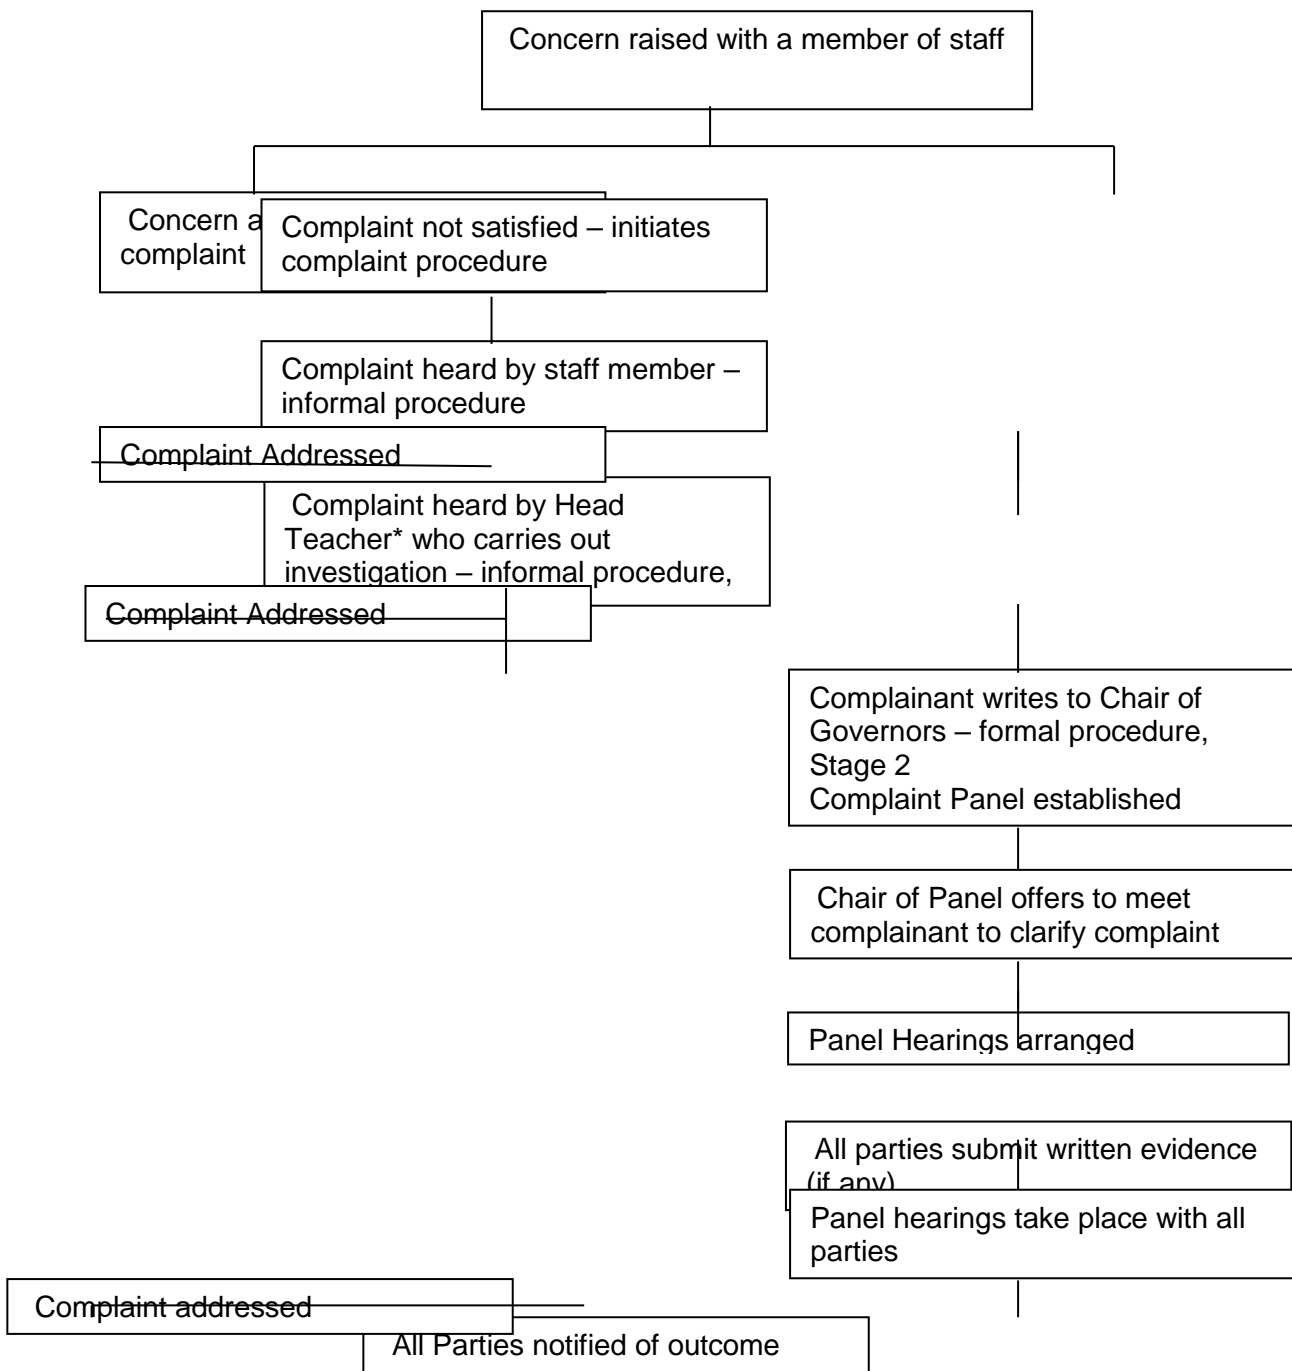 Concern raised with a member of staff
Concern a
complaint
Complaint not satisfied – initiates
complaint procedure
Complaint heard by staff member –
informal procedure
Complaint Addressed
Complaint heard by Head
Teacher* who carries out
investigation – informal procedure,
Complaint Addressed
Complainant writes to Chair of
Governors – formal procedure,
Stage 2
Complaint Panel established
Chair of Panel offers to meet
complainant to clarify complaint
Panel Hearings arranged
All parties submit written evidence
(if any)
Panel hearings take place with all
parties
Complaint addressed
All Parties notified of outcome